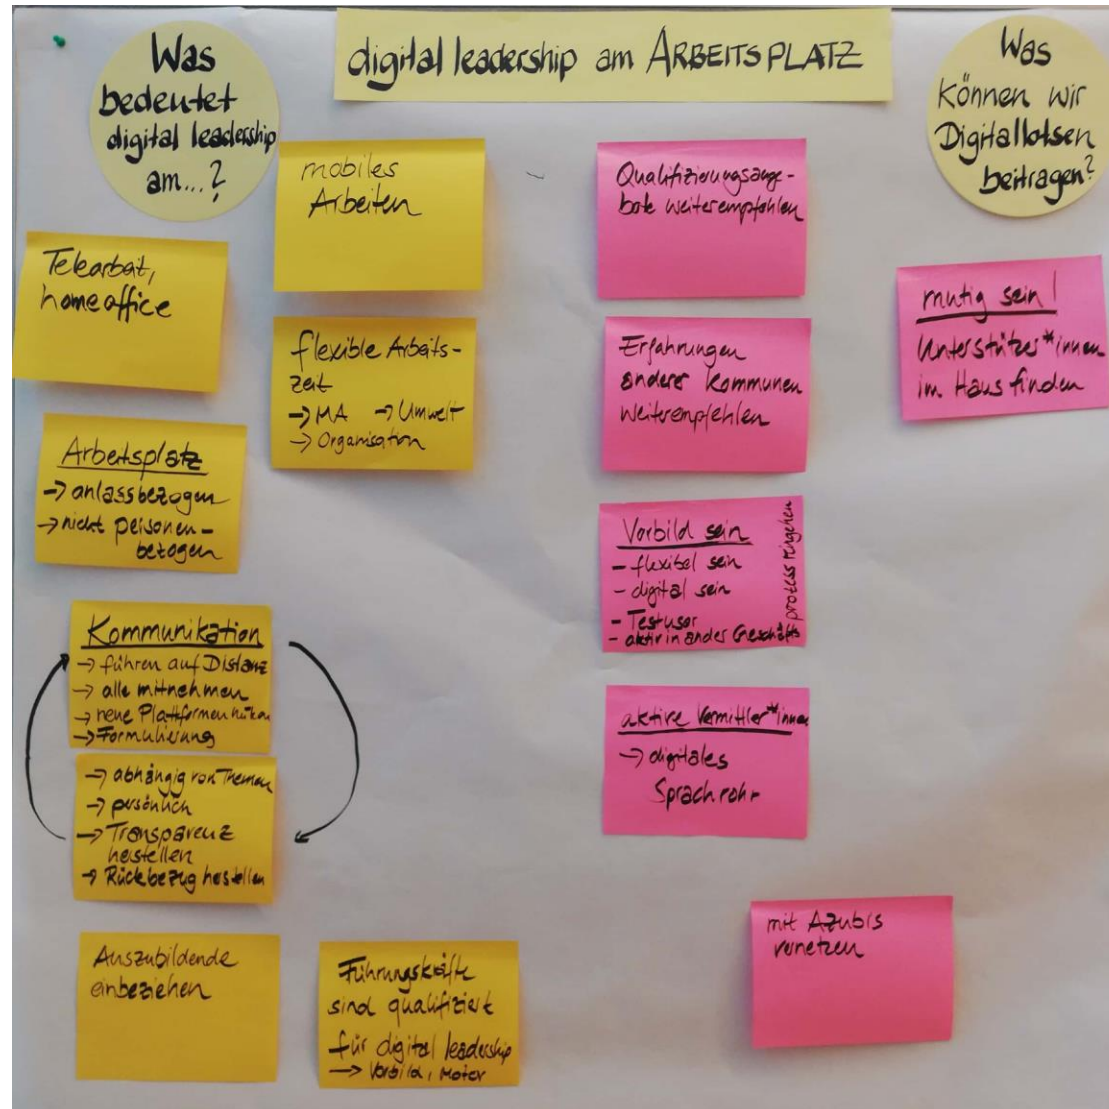 Was
bedeutet
digital leadership
am...?
digital leadership am ARBEITSPLATZ
Was
können wir
Digitallotsen
beitragen?
mobiles
Arbeiten
Telearbeit,
homeoffice
flexible Arbeits-
zeit
→ MA → Umwelt
→ Organisation
Arbeitsplatz
→ anlassbezogen
→ nicht personen-
bezogen
Kommunikation
→ führen auf Distanz
→ alle mitnehmen
→ neue Plattformen nutzen
→ Formulierung
→ abhängig von Themen
→ persönlich
→ Transparenz
herstellen
→ Rückbezug herstellen
Auszubildende
einbeziehen
Führungskräfte
sind qualifiziert
für digital leadership
→ Vorbild, Motor
Qualifizierungsange-
bote weiterempfehlen
Erfahrungen
anderer Kommunen
weiterempfehlen
Vorbild sein
- flexibel sein
- digital sein
- Testuser
- aktiv in andere Geschäfts
prozess
aktive Vermittler*innen
→ digitales
Sprachrohr
mutig sein!
Unterstützer*innen
im Haus finden
mit Azubis
vernetzen